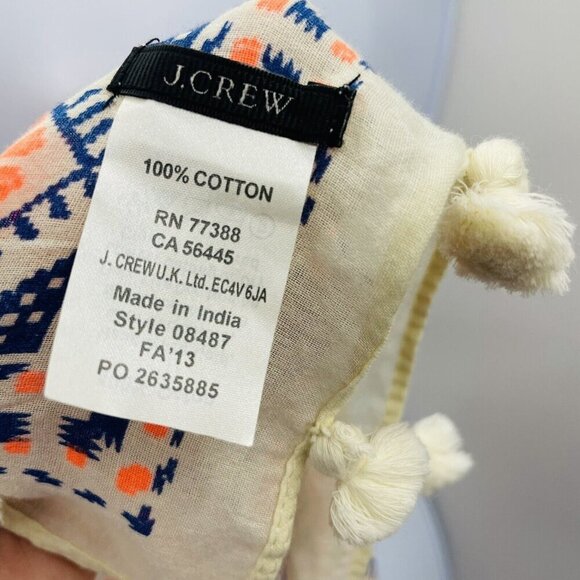 J.CREW
100% COTTON
RN 77388
CA 56445
J. CREW U.K. Ltd. EC4V 6JA
Made in India
Style 08487
FA'13
PO 2635885